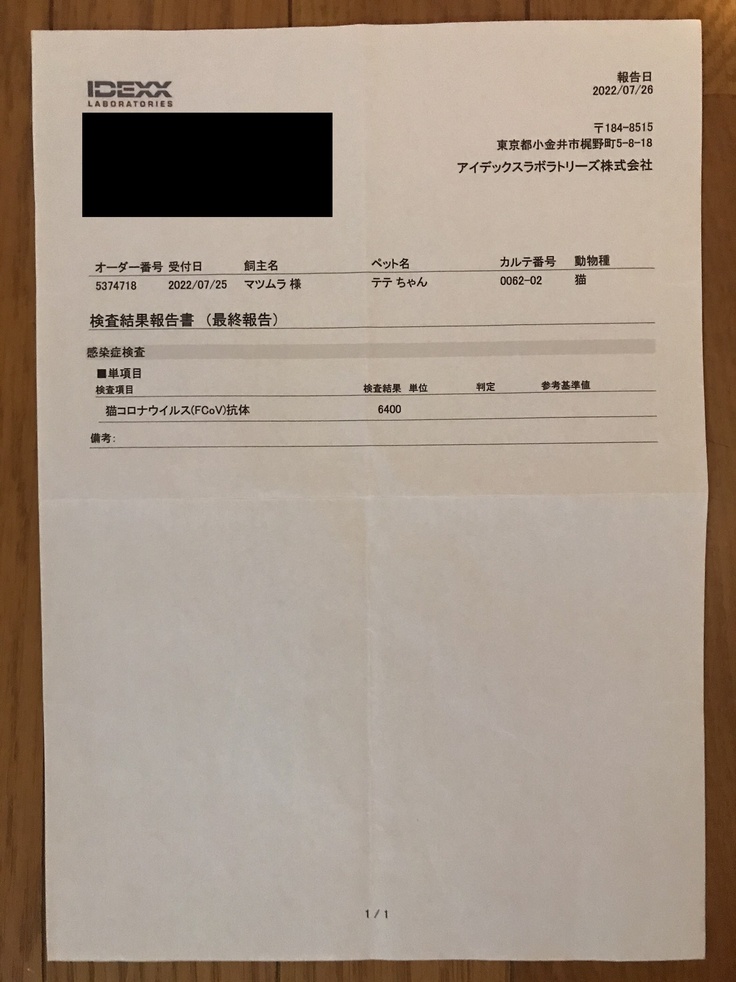 IDEXX
LABORATORIES
報告日
2022/07/26
〒184-8515
東京都小金井市梶野町5-8-18
アイデックスラボラトリーズ株式会社
オーダー番号 受付日 飼主名 ペット名 カルテ番号 動物種
5374718 2022/07/25 マツムラ 様 テテ ちゃん 0062-02 猫
検査結果報告書 （最終報告）
感染症検査
■単項目
検査項目 検査結果 単位 判定 参考基準値
猫コロナウイルス(FCoV)抗体 6400
備考:
1 / 1